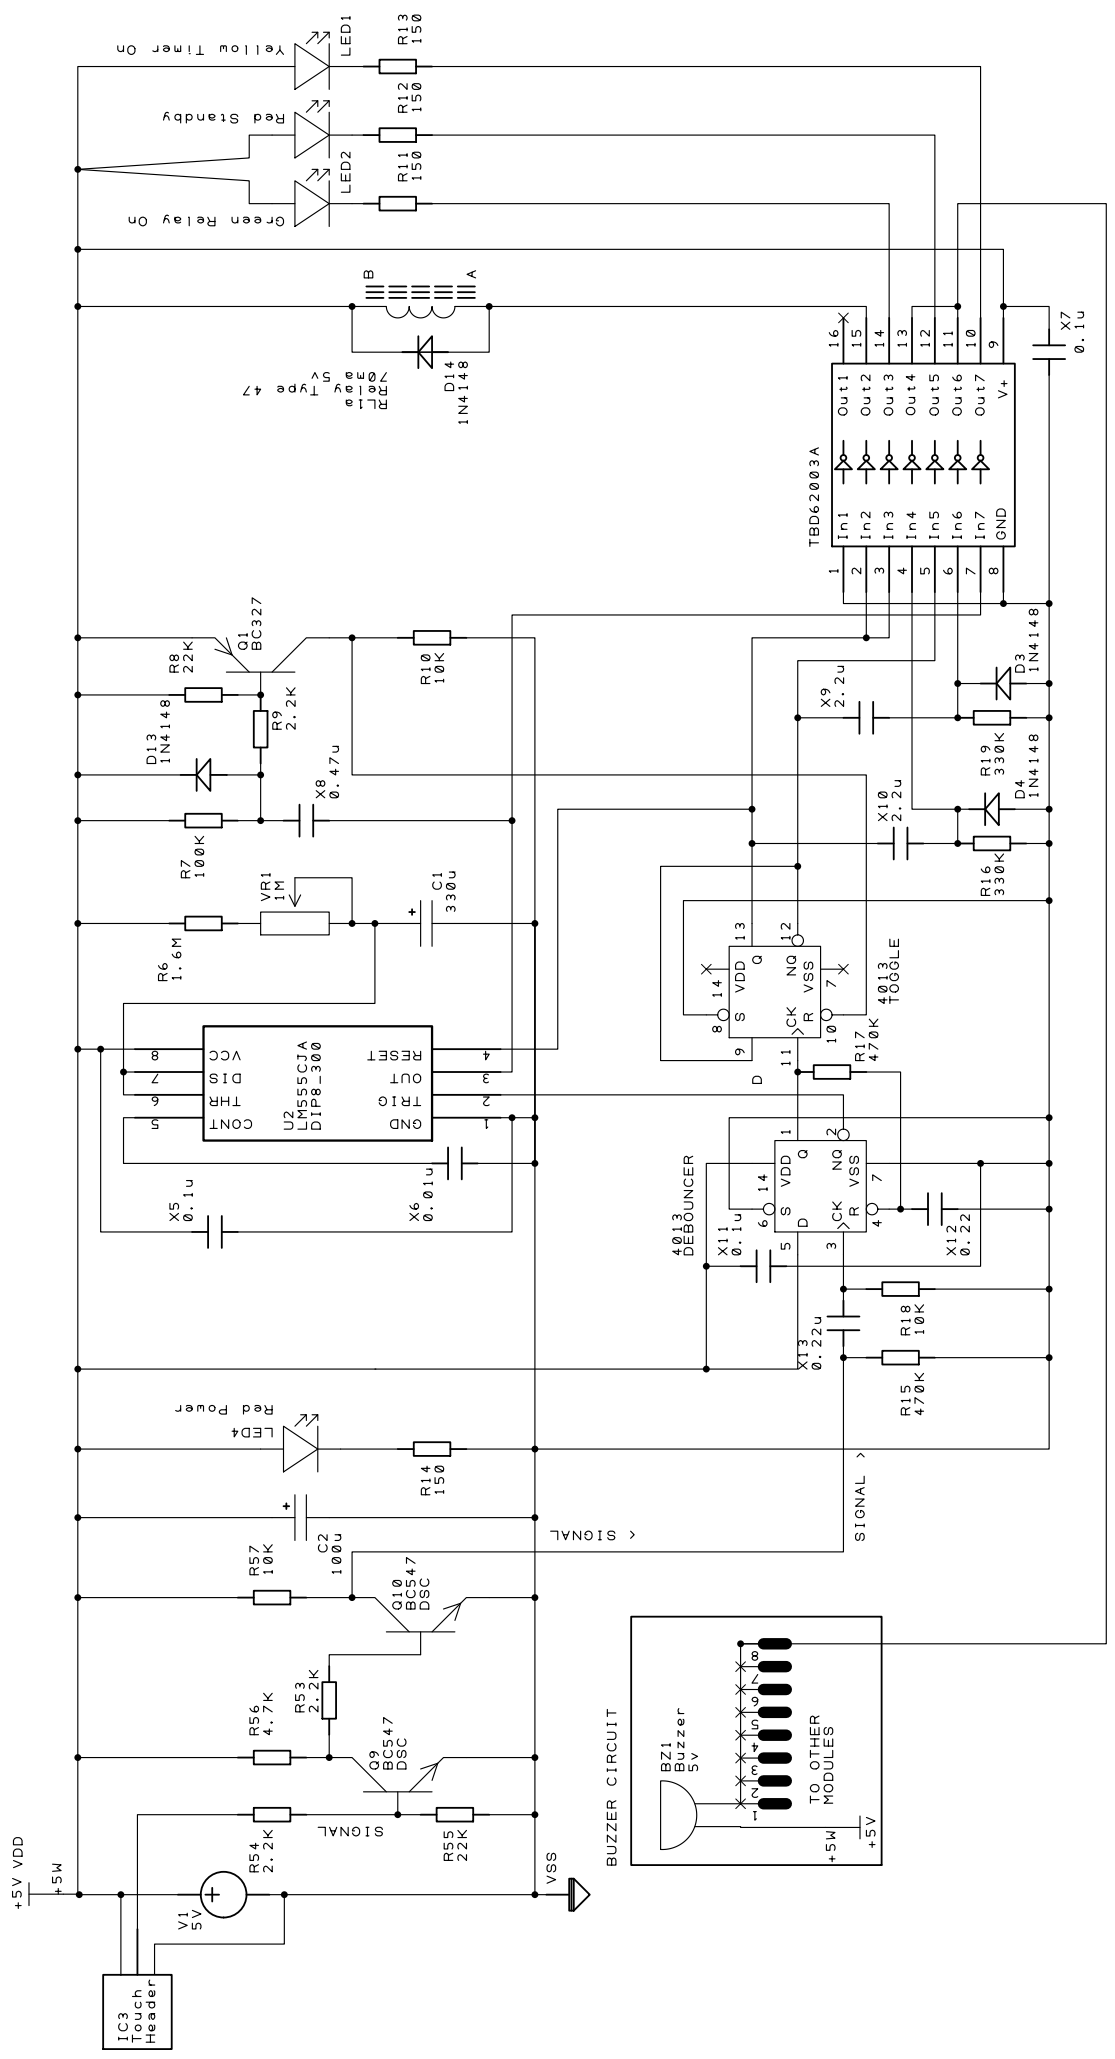 +5V VDD
+5W
IC3
Touch
Header
V1
5V
VSS
R54
2.2K
SIGNAL
R55
22K
R56
4.7K
Q9
BC547
DSC
R53
2.2K
R57
10K
Q10
BC547
DSC
C2
100u
+
< SIGNAL
SIGNAL >
LED4
Red Power
R14
150
BUZZER CIRCUIT
BZ1
Buzzer
5v
1
2
3
4
5
6
7
8
TO OTHER
MODULES
+5W
+5V
X5
0.1u
X6
0.01u
U2
LM555CJA
DIP8_300
VCC
DIS
THR
CONT
RESET
OUT
TRIG
GND
8
7
6
5
4
3
2
1
R6
1.6M
VR1
1M
C1
330u
+
R7
100K
X8
0.47u
D13
1N4148
R8
22K
R9
2.2K
Q1
BC327
R10
10K
R15
470K
R18
10K
X13
0.22u
X11
0.1u
X12
0.22
4013
DEBOUNCER
VDD
Q
NQ
VSS
S
D
CK
R
14
1
2
7
6
5
3
4
R17
470K
D
4013
TOGGLE
VDD
Q
NQ
VSS
S
CK
R
14
13
12
7
8
9
11
10
X10
2.2u
R16
330K
D4
1N4148
X9
2.2u
R19
330K
D3
1N4148
TBD62003A
In1
In2
In3
In4
In5
In6
In7
GND
Out1
Out2
Out3
Out4
Out5
Out6
Out7
V+
1
2
3
4
5
6
7
8
16
15
14
13
12
11
10
9
X7
0.1u
RL1a
Relay Type 47
70ma 5v
D14
1N4148
B
A
Green Relay On
LED2
R11
150
Red Standby
R12
150
Yellow Timer On
LED1
R13
150